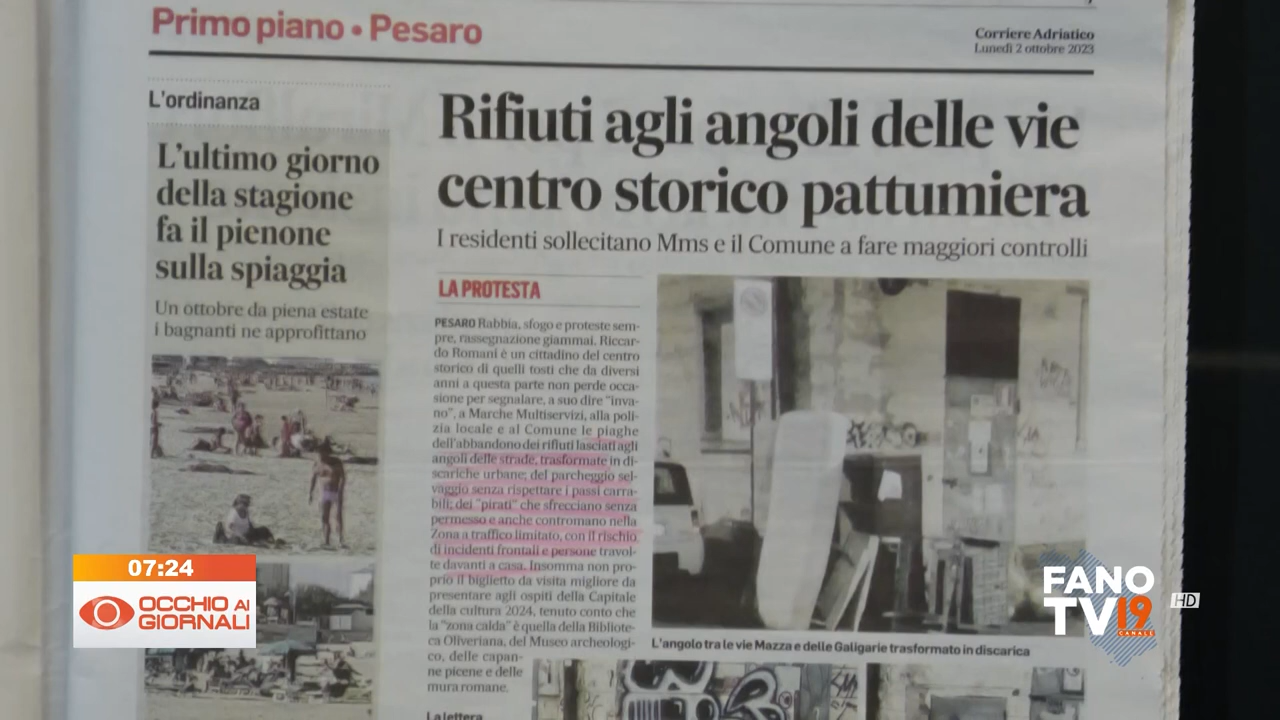 Primo piano • Pesaro
Corriere Adriatico
Lunedì 2 ottobre 2023
L'ordinanza
L'ultimo giorno
della stagione
fa il pienone
sulla spiaggia
Un ottobre da piena estate
i bagnanti ne approfittano
Rifiuti agli angoli delle vie
centro storico pattumiera
I residenti sollecitano Mms e il Comune a fare maggiori controlli
LA PROTESTA
PESARO Rabbia, sfogo e proteste sem-
pre, rassegnazione giammai. Riccar-
do Romani è un cittadino del centro
storico di quelli tosti che da diversi
anni a questa parte non perde occa-
sione per segnalare, a suo dire "inva-
no", a Marche Multiservizi, alla poli-
zia locale e al Comune le piaghe
dell'abbandono dei rifiuti lasciati agli
angoli delle strade, trasformate in di-
scariche urbane; del parcheggio sel-
vaggio senza rispettare i passi carra-
bili; dei "pirati" che sfrecciano senza
permesso e anche contromano nella
Zona a traffico limitato, con il rischio
di incidenti frontali e persone travol-
te davanti a casa. Insomma non pro-
prio il biglietto da visita migliore da
presentare agli ospiti della Capitale
della cultura 2024, tenuto conto che
la "zona calda" è quella della Bibliote-
ca Oliveriana, del Museo archeologi-
co, delle capan-
ne picene e delle
mura romane.
La lettera
L'angolo tra le vie Mazza e delle Galigarie trasformato in discarica
07:24
OCCHIO AI
GIORNALI
FANO
TV 19
CANALE
HD